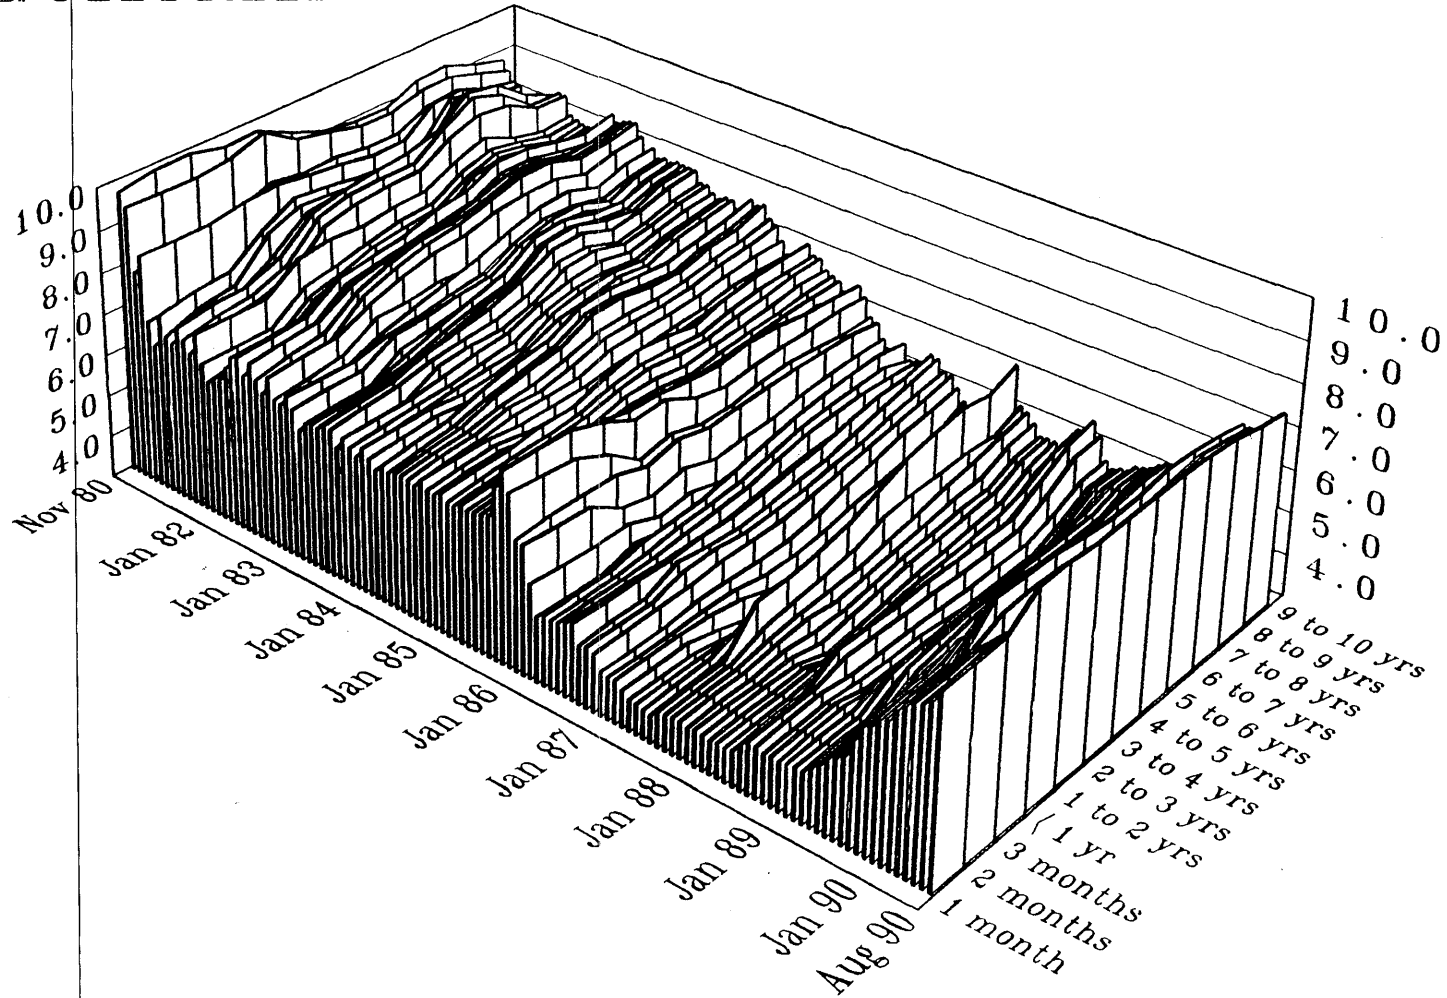 10.0
9.0
8.0
7.0
6.0
5.0
4.0
Nov 80
Jan 82
Jan 83
Jan 84
Jan 85
Jan 86
Jan 87
Jan 88
Jan 89
Jan 90
Aug 90
10.0
9.0
8.0
7.0
6.0
5.0
4.0
9 to 10 yrs
8 to 9 yrs
7 to 8 yrs
6 to 7 yrs
5 to 6 yrs
4 to 5 yrs
3 to 4 yrs
2 to 3 yrs
1 to 2 yrs
⟨ 1 yr
3 months
2 months
1 month